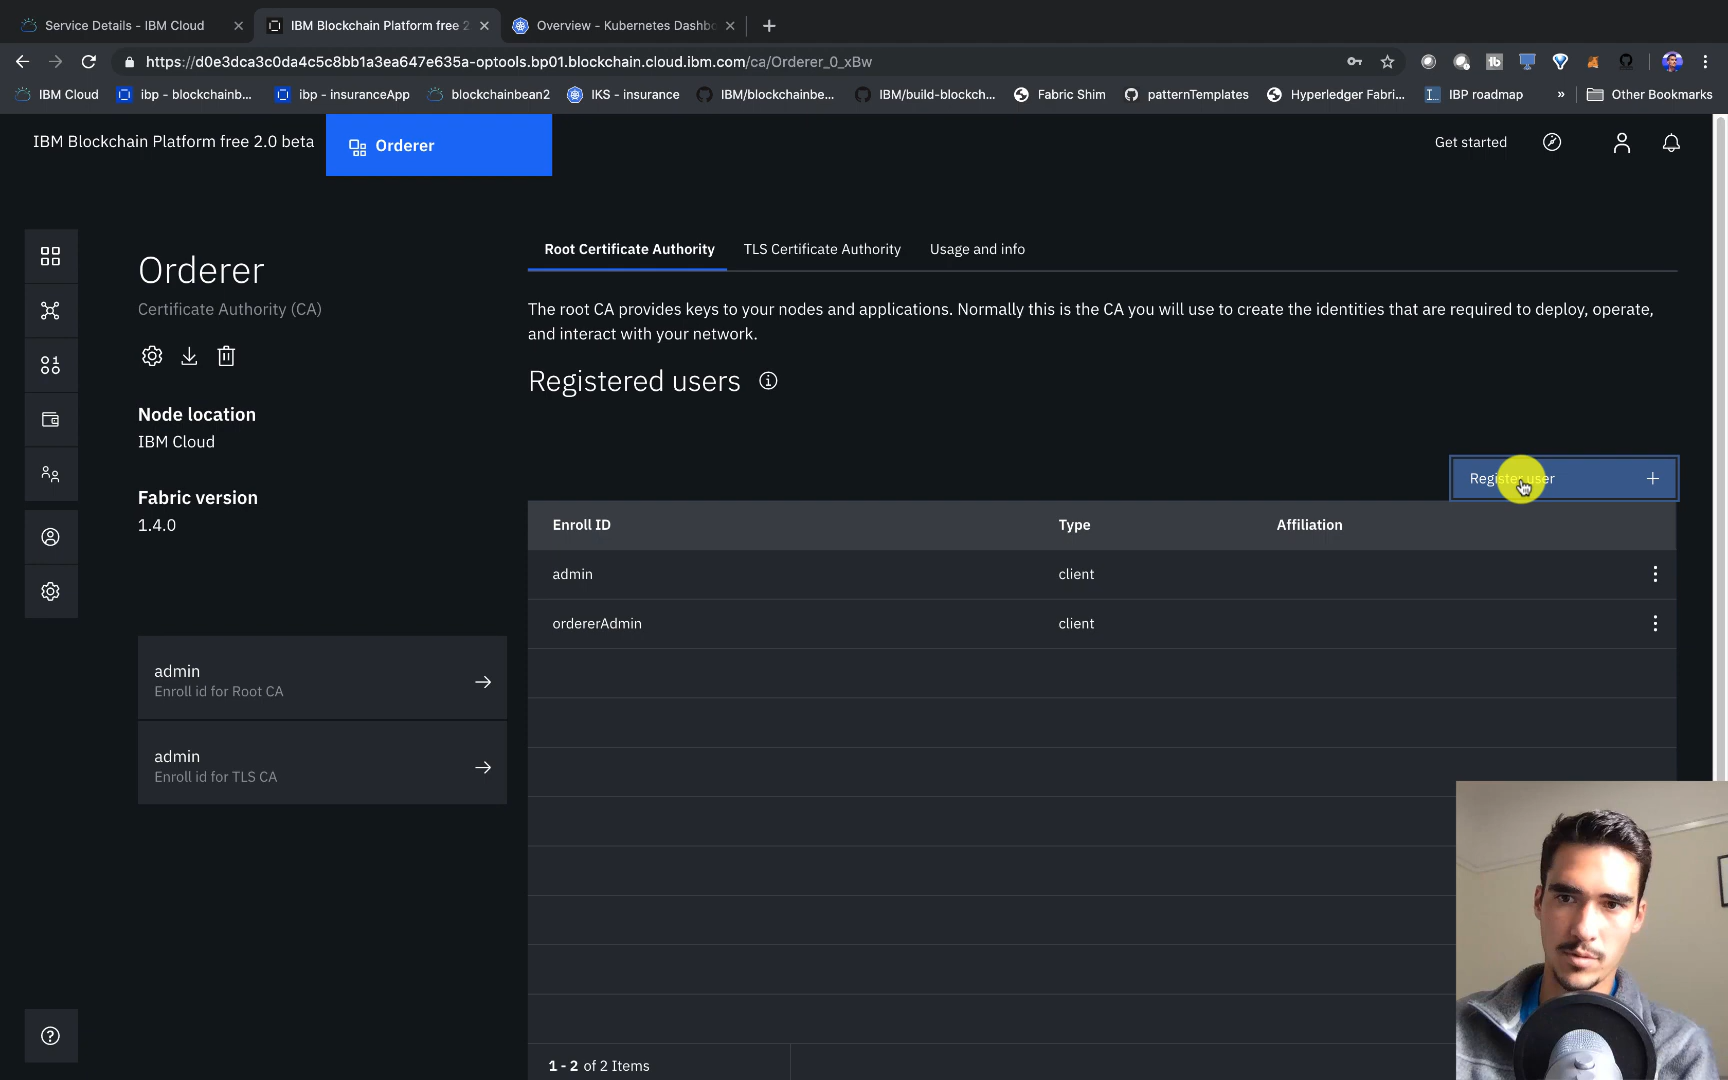 Service Details - IBM Cloud
IBM Blockchain Platform free 2
Overview - Kubernetes Dashbo
https://d0e3dca3c0da4c5c8bb1a3ea647e635a-optools.bp01.blockchain.cloud.ibm.com/ca/Orderer_0_xBw
IBM Cloud
ibp - blockchainb...
ibp - insuranceApp
blockchainbean2
IKS - insurance
IBM/blockchainbe...
IBM/build-blockch...
Fabric Shim
patternTemplates
Hyperledger Fabri...
IBP roadmap
»
Other Bookmarks
IBM Blockchain Platform free 2.0 beta
Orderer
Get started
Orderer
Certificate Authority (CA)
Node location
IBM Cloud
Fabric version
1.4.0
admin
Enroll id for Root CA
admin
Enroll id for TLS CA
Root Certificate Authority
TLS Certificate Authority
Usage and info
The root CA provides keys to your nodes and applications. Normally this is the CA you will use to create the identities that are required to deploy, operate,
and interact with your network.
Registered users
Register user
Enroll ID Type Affiliation
admin client
ordererAdmin client
1 - 2 of 2 Items